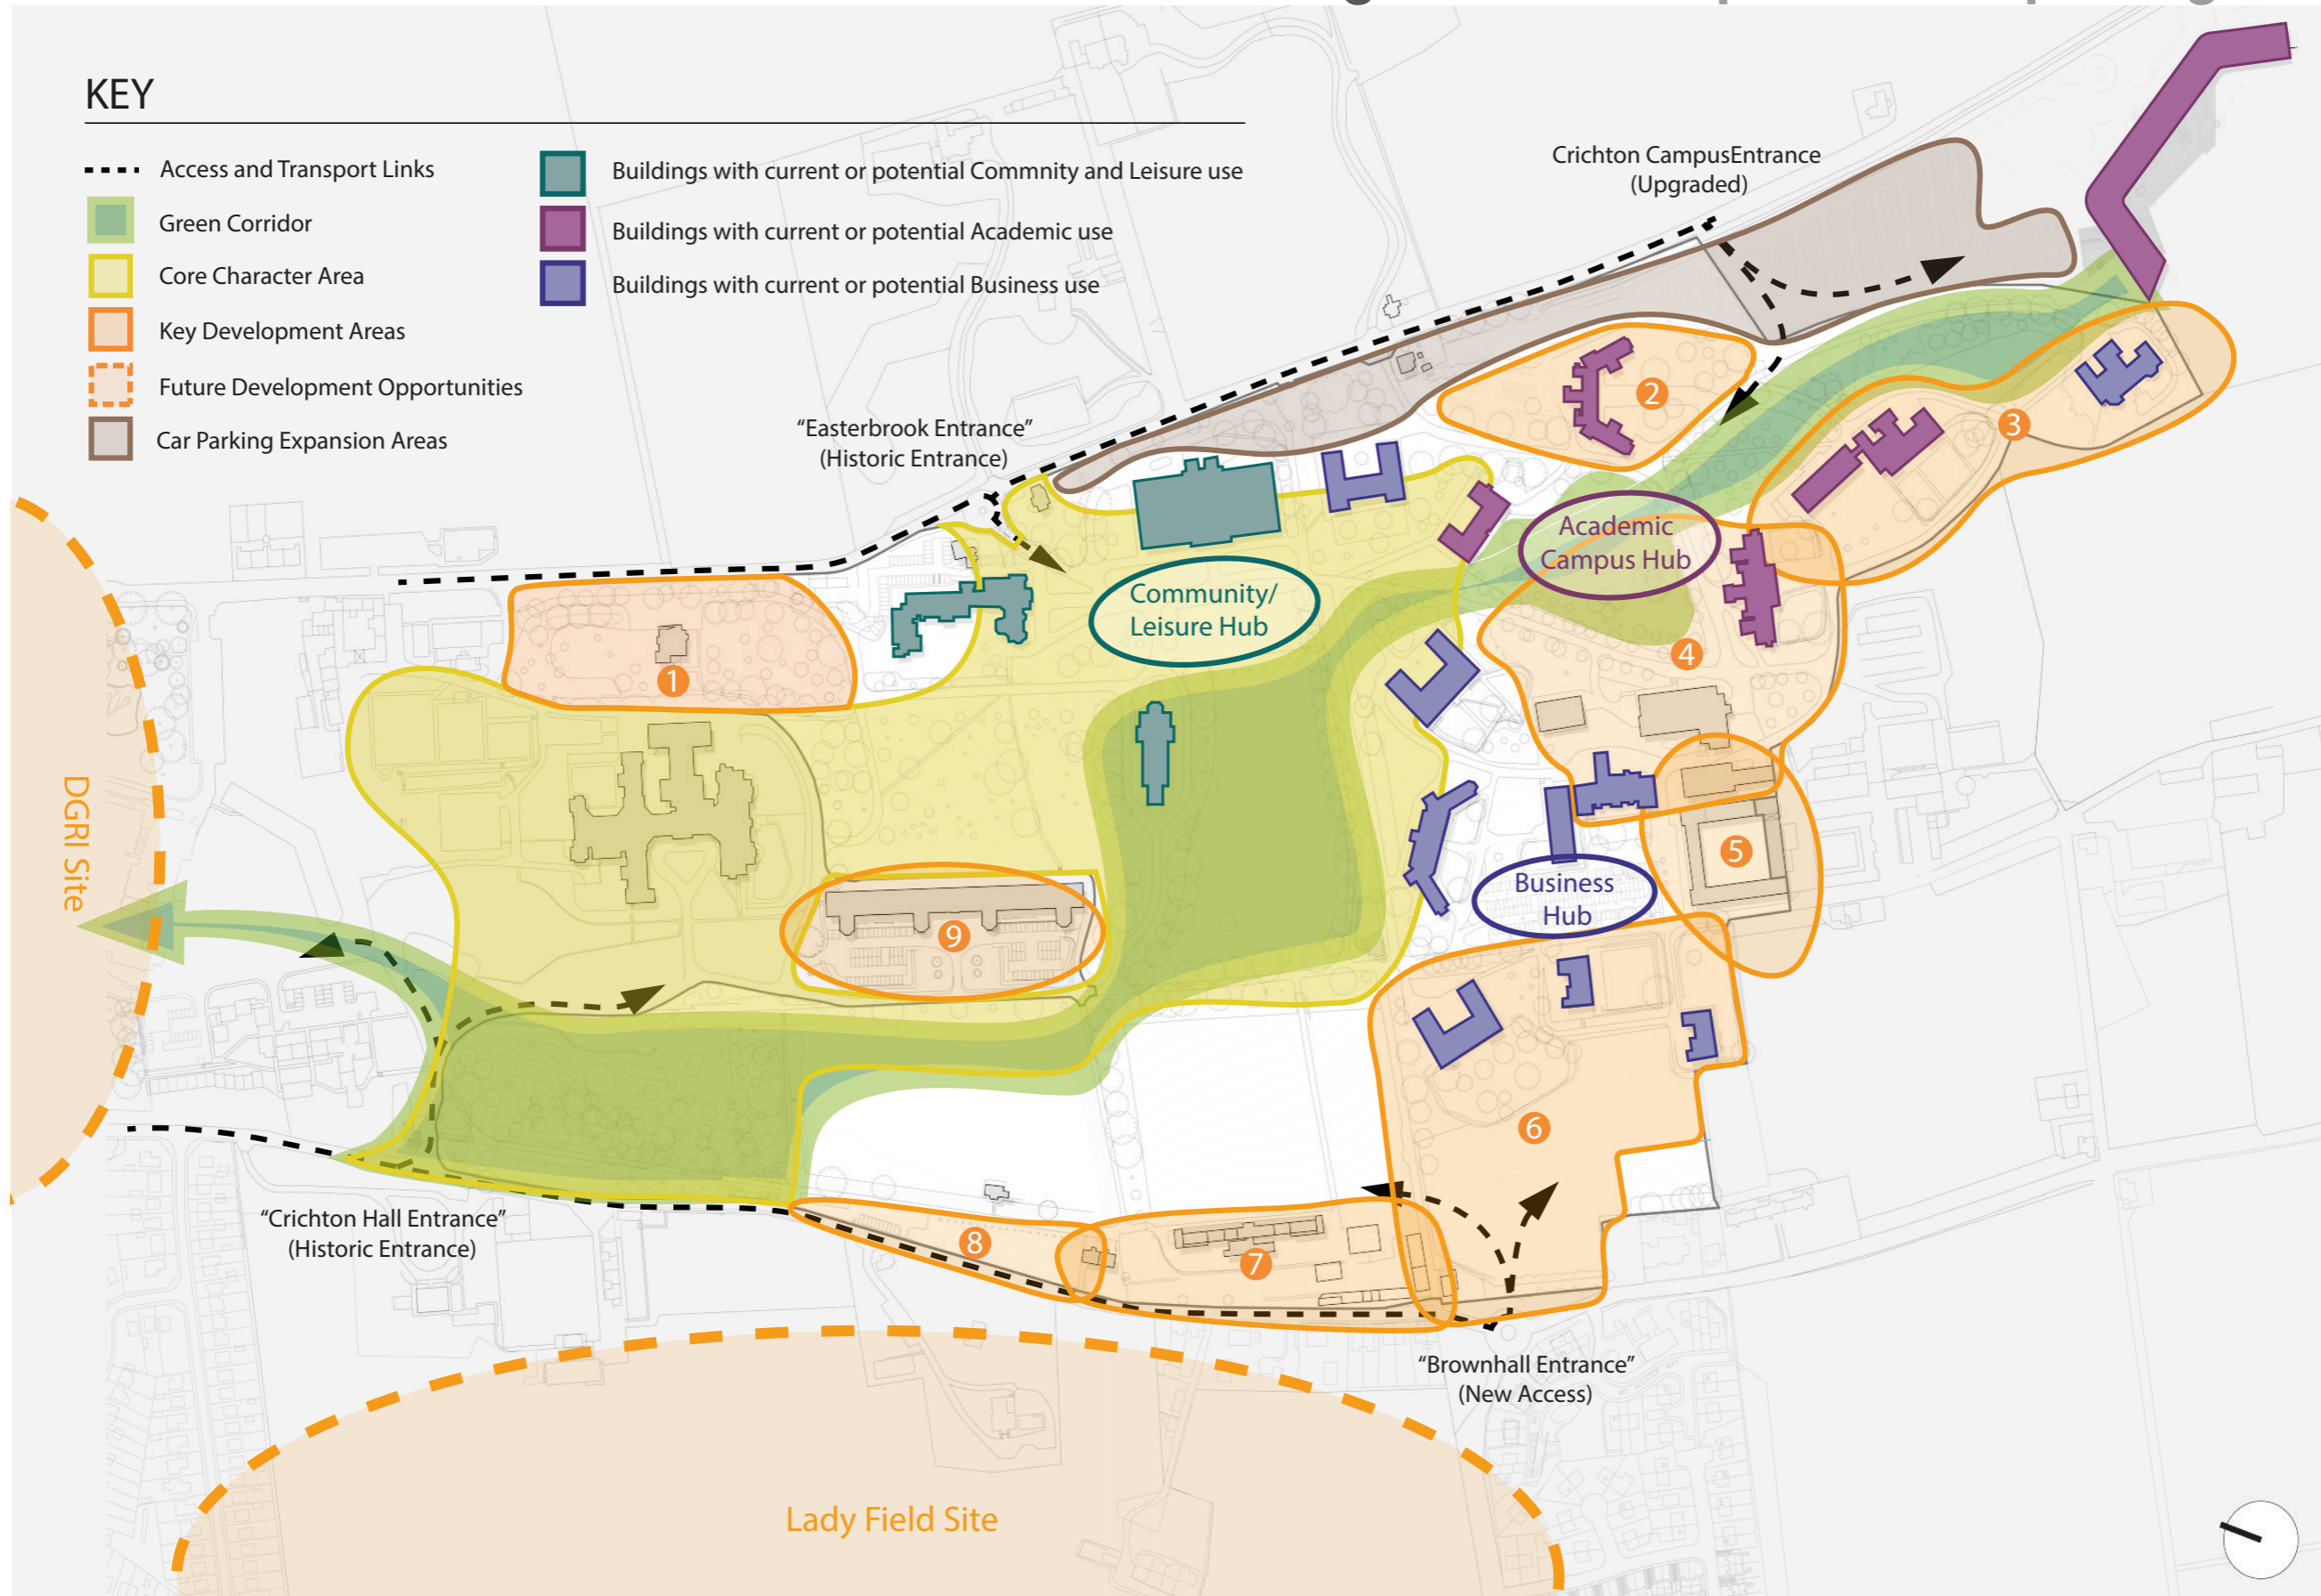 KEY
Access and Transport Links
Green Corridor
Core Character Area
Key Development Areas
Future Development Opportunities
Car Parking Expansion Areas
Buildings with current or potential Commnity and Leisure use
Buildings with current or potential Academic use
Buildings with current or potential Business use
Crichton CampusEntrance
(Upgraded)
“Easterbrook Entrance”
(Historic Entrance)
2
3
Academic
Campus Hub
Community/
Leisure Hub
1
4
DGRI Site
5
Business
Hub
9
6
“Crichton Hall Entrance”
(Historic Entrance)
8
7
“Brownhall Entrance”
(New Access)
Lady Field Site